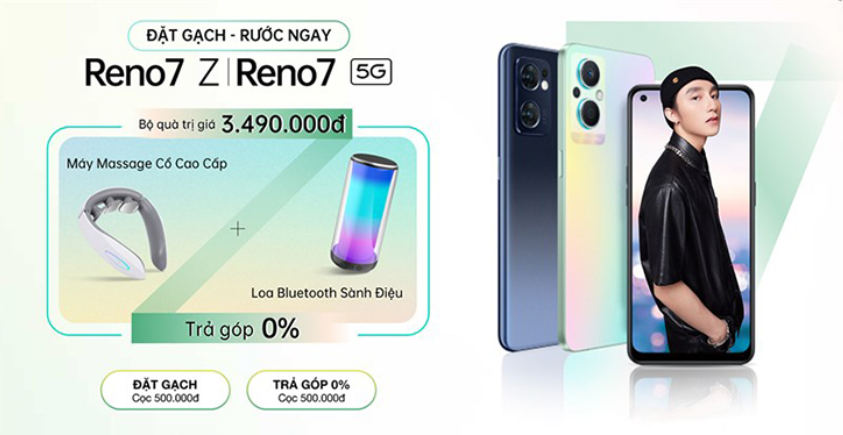 ĐẶT GẠCH - RƯỚC NGAY
Reno7 Z | Reno7 5G
Bộ quà trị giá 3.490.000đ
Máy Massage Cổ Cao Cấp
+
Loa Bluetooth Sành Điệu
Trả góp 0%
ĐẶT GẠCH
Cọc 500.000đ
TRẢ GÓP 0%
Cọc 500.000đ